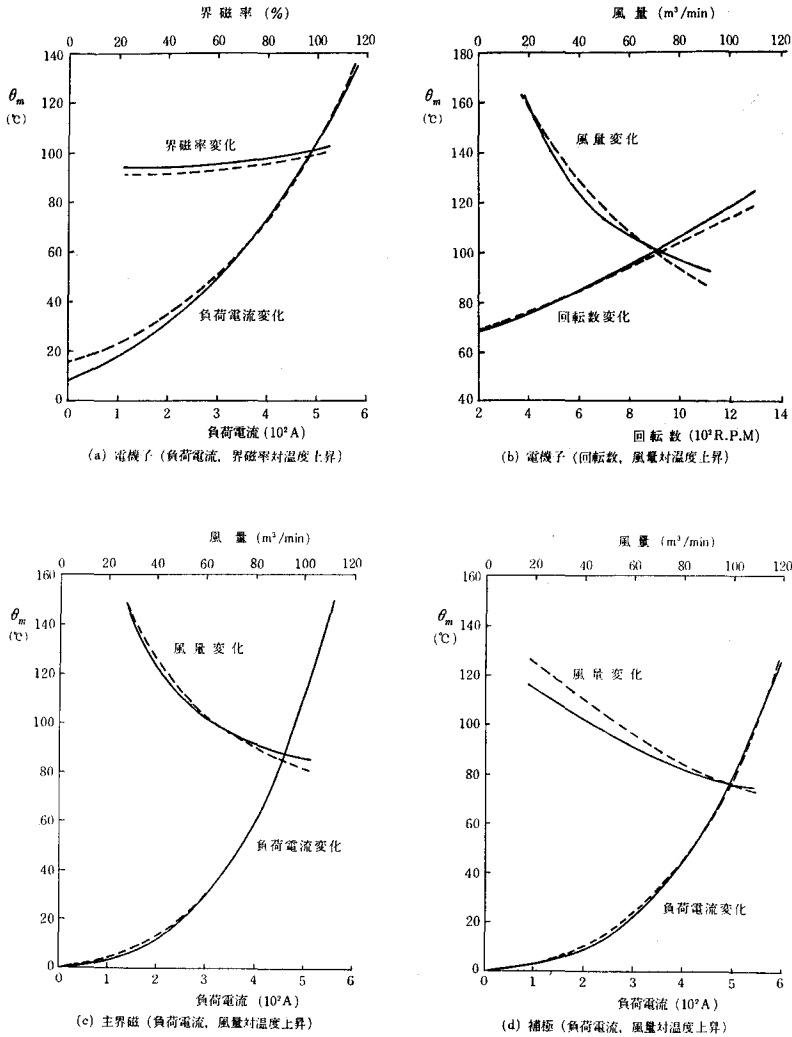 界磁率(%)
0 20 40 60 80 100 120
140
θm
(℃)
120
100
80
60
40
20
0
界磁率変化
負荷電流変化
0 1 2 3 4 5 6
負荷電流(10²A)
(a) 電機子(負荷電流,界磁率対温度上昇)
風量(m³/min)
0 20 40 60 80 100 120
180
θm
(℃)
160
140
120
100
80
60
40
風量変化
回転数変化
2 4 6 8 10 12 14
回転数(10²R.P.M)
(b) 電機子(回転数,風量対温度上昇)
風量(m³/min)
0 20 40 60 80 100 120
160
θm
(℃)
140
120
100
80
60
40
20
0
風量変化
負荷電流変化
0 1 2 3 4 5 6
負荷電流(10²A)
(c) 主界磁(負荷電流,風量対温度上昇)
風量(m³/min)
0 20 40 60 80 100 120
160
θm
(℃)
140
120
100
80
60
40
20
0
風量変化
負荷電流変化
0 1 2 3 4 5 6
負荷電流(10²A)
(d) 補極(負荷電流,風量対温度上昇)